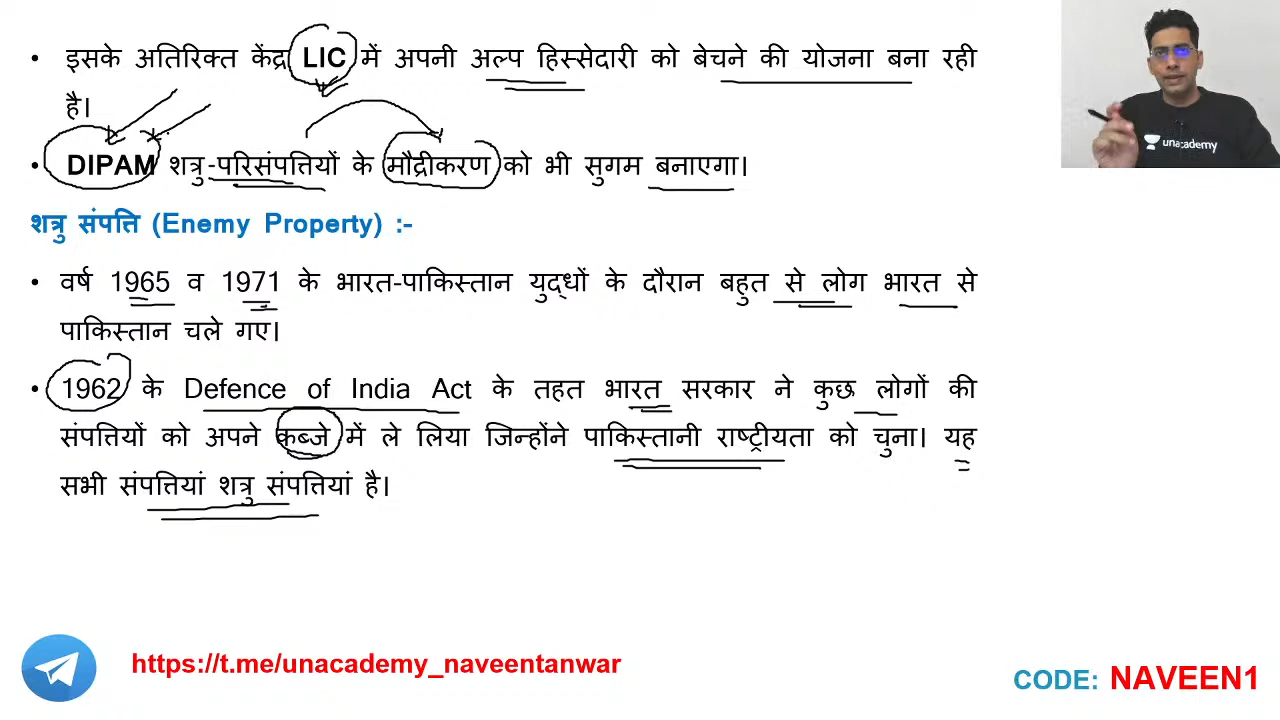 • इसके अतिरिक्त केंद्र LIC में अपनी अल्प हिस्सेदारी को बेचने की योजना बना रही
है।
• DIPAM शत्रु-परिसंपत्तियों के मौद्रीकरण को भी सुगम बनाएगा।
शत्रु संपत्ति (Enemy Property) :-
• वर्ष 1965 व 1971 के भारत-पाकिस्तान युद्धों के दौरान बहुत से लोग भारत से
पाकिस्तान चले गए।
• 1962 के Defence of India Act के तहत भारत सरकार ने कुछ लोगों की
संपत्तियों को अपने कब्जे में ले लिया जिन्होंने पाकिस्तानी राष्ट्रीयता को चुना। यह
सभी संपत्तियां शत्रु संपत्तियां है।
unacademy
https://t.me/unacademy_naveentanwar
CODE: NAVEEN1